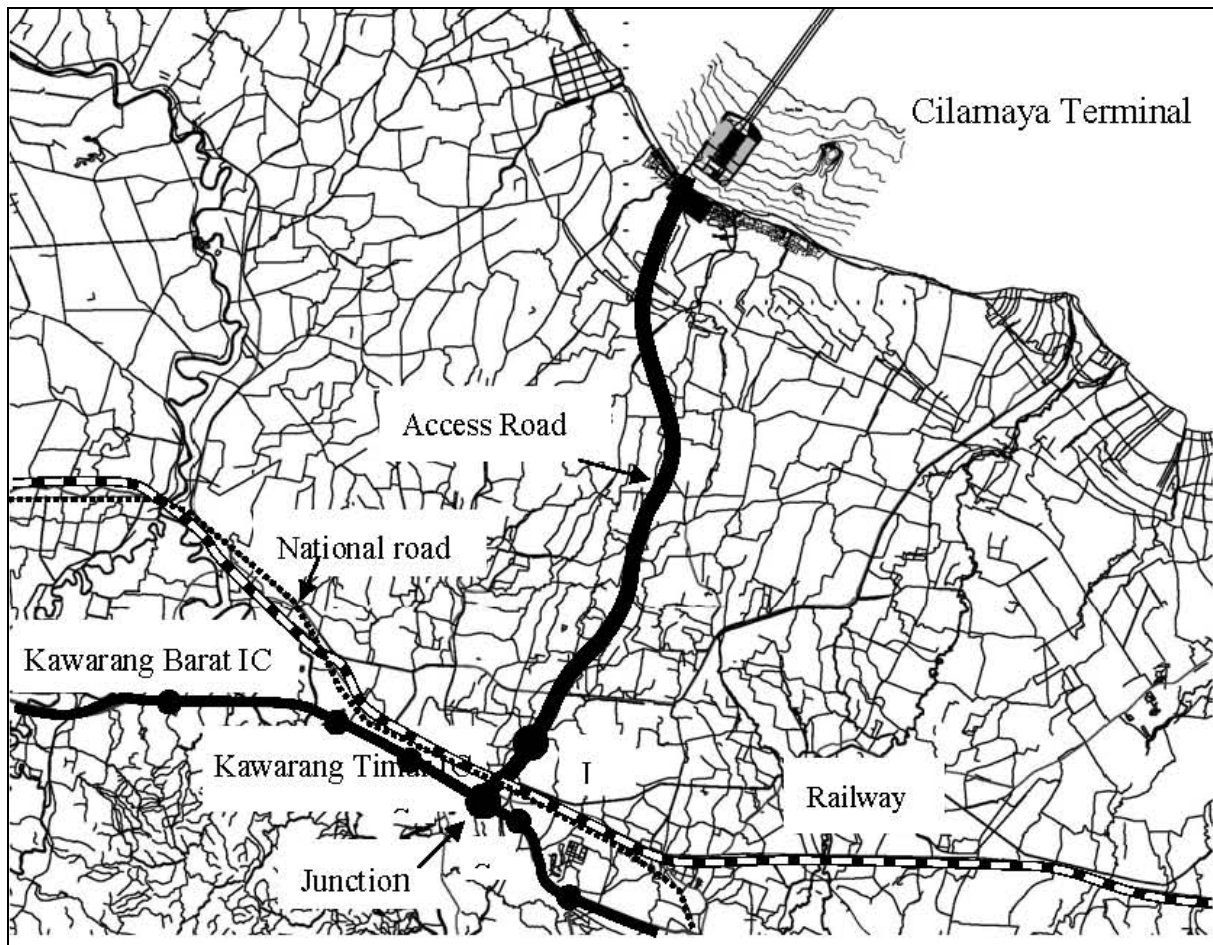 Cilamaya Terminal
Access Road
National road
Kawarang Barat IC
Kawarang Timur IC
I
Railway
Junction